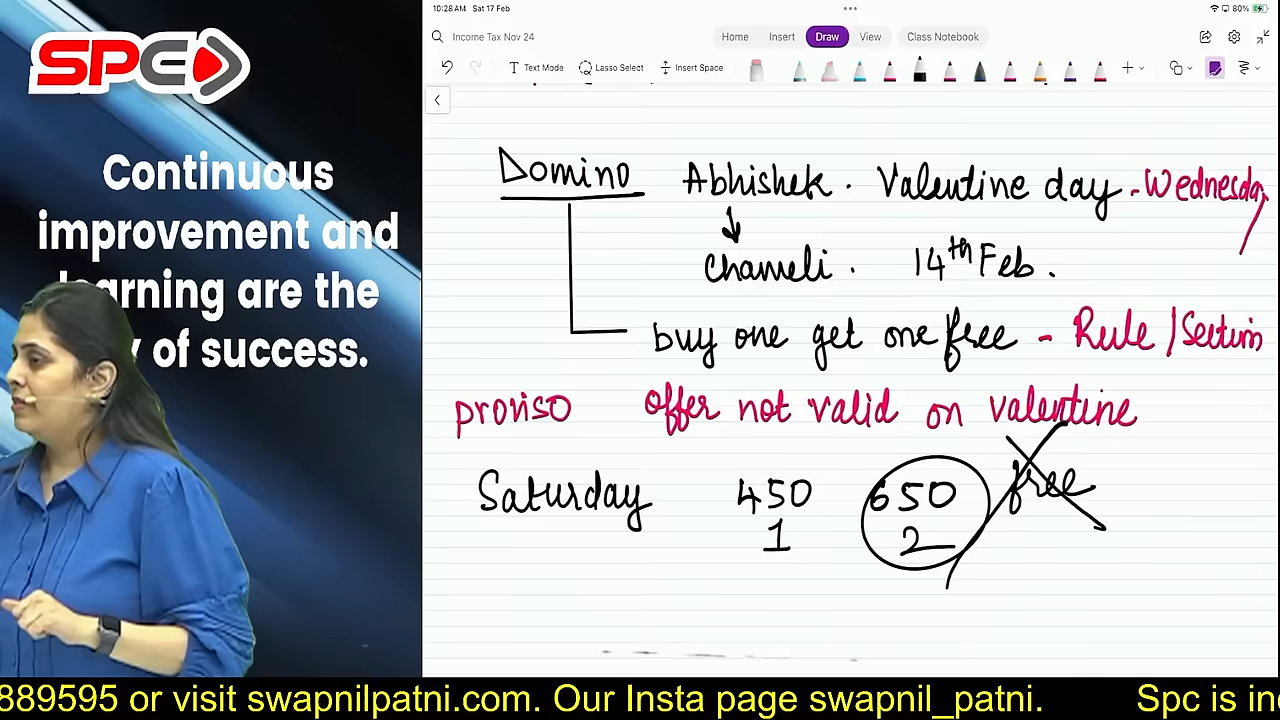 10:28 AM Sat 17 Feb
80%
Income Tax Nov 24
Home Insert Draw View Class Notebook
Text Mode Lasso Select Insert Space
SPC
Continuous
improvement and
learning are the
y of success.
Domino Abhishek. Valentine day - Wednesday
Chameli. 14th Feb.
buy one get one free - Rule / Section
proviso offer not valid on valentine
Saturday 450 650 free
1 2
889595 or visit swapnilpatni.com. Our Insta page swapnil_patni. Spc is in